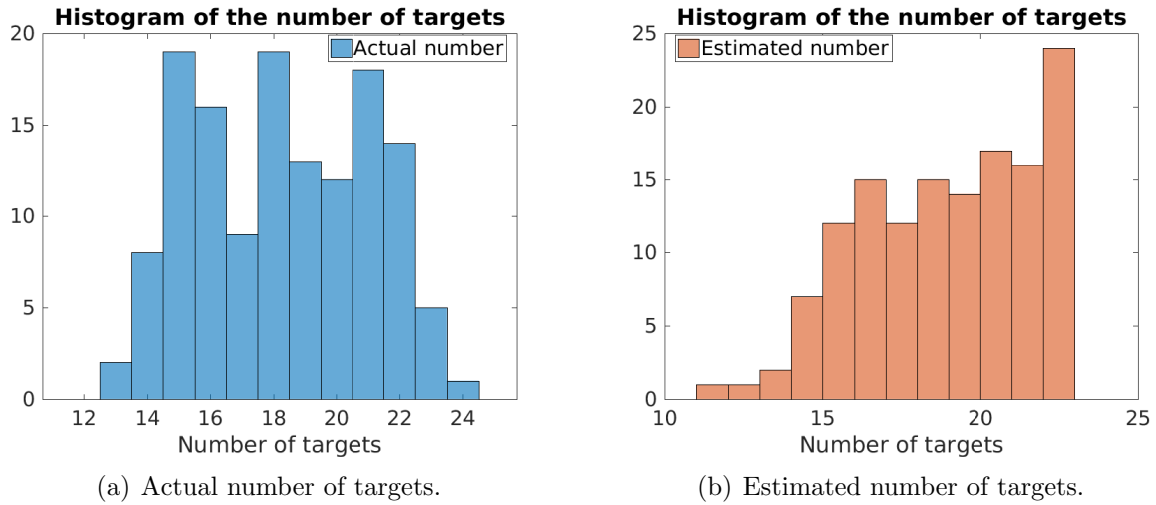 Histogram of the number of targets
Actual number
20
15
10
5
0
12 14 16 18 20 22 24
Number of targets
(a) Actual number of targets.
Histogram of the number of targets
Estimated number
25
20
15
10
5
0
10 15 20 25
Number of targets
(b) Estimated number of targets.